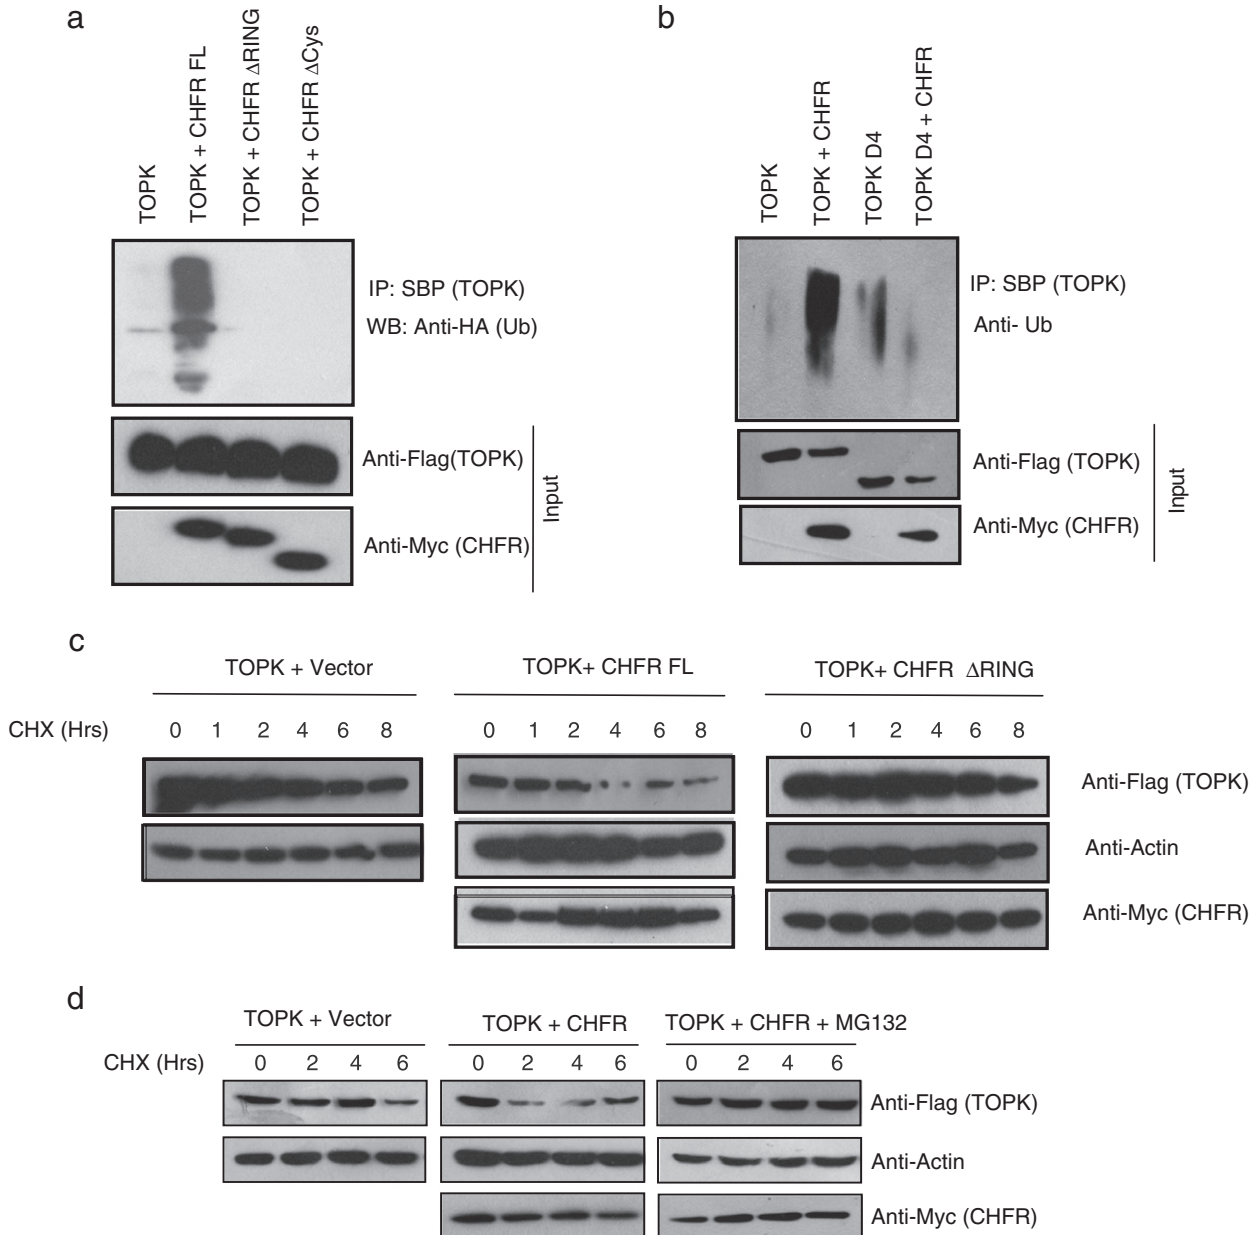 a
TOPK
TOPK + CHFR FL
TOPK + CHFR ΔRING
TOPK + CHFR ΔCys
IP: SBP (TOPK)
WB: Anti-HA (Ub)
Anti-Flag(TOPK)
Anti-Myc (CHFR)
Input
b
TOPK
TOPK + CHFR
TOPK D4
TOPK D4 + CHFR
IP: SBP (TOPK)
Anti- Ub
Anti-Flag (TOPK)
Anti-Myc (CHFR)
Input
c
TOPK + Vector
TOPK+ CHFR FL
TOPK+ CHFR ΔRING
CHX (Hrs) 0 1 2 4 6 8 0 1 2 4 6 8 0 1 2 4 6 8
Anti-Flag (TOPK)
Anti-Actin
Anti-Myc (CHFR)
d
TOPK + Vector
TOPK + CHFR
TOPK + CHFR + MG132
CHX (Hrs) 0 2 4 6 0 2 4 6 0 2 4 6
Anti-Flag (TOPK)
Anti-Actin
Anti-Myc (CHFR)